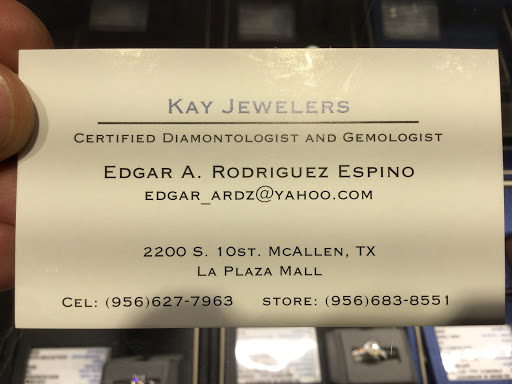 Kay Jewelers
Certified Diamontologist and Gemologist
Edgar A. Rodriguez Espino
edgar_ardz@yahoo.com
2200 S. 10st. McAllen, TX
La Plaza Mall
Cel: (956)627-7963 store: (956)683-8551